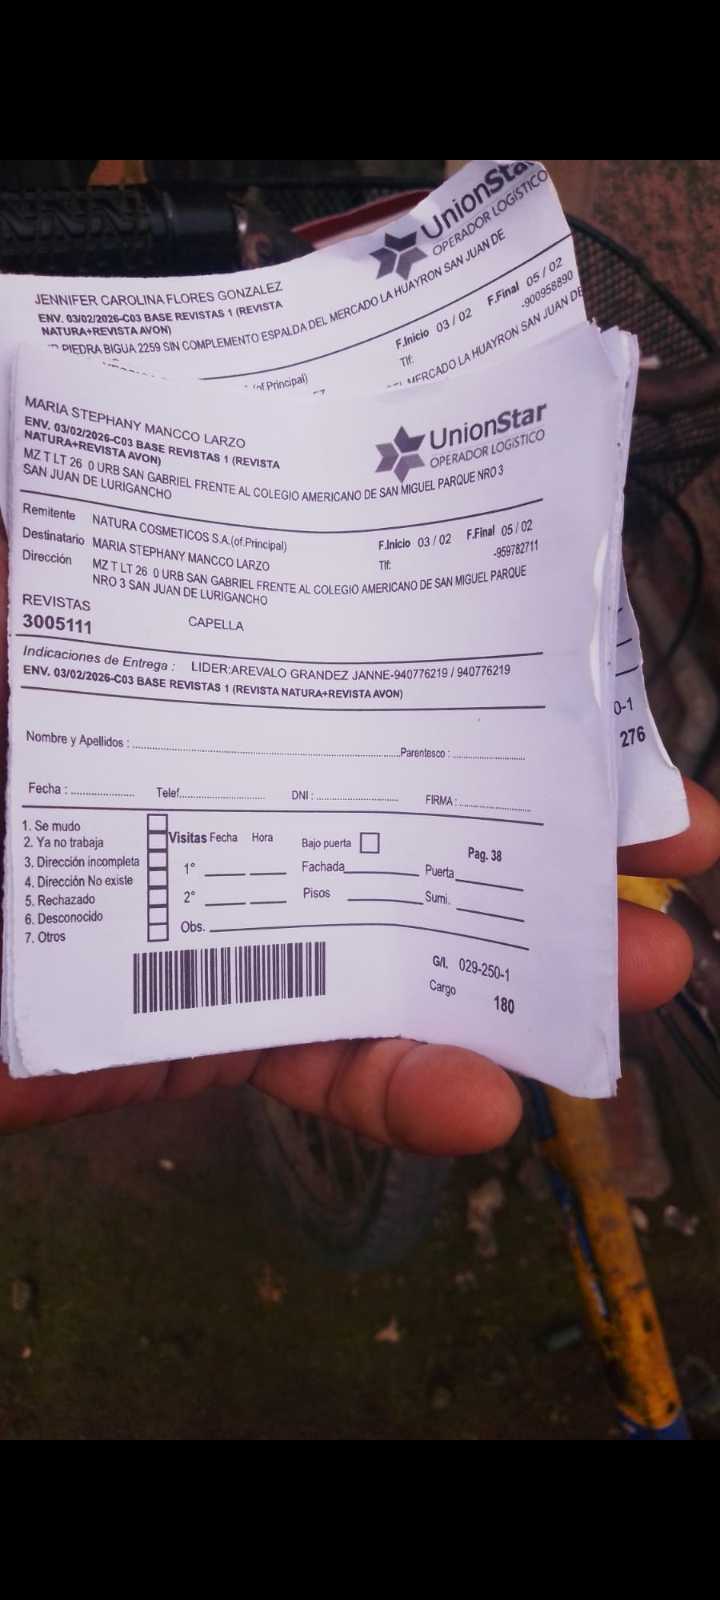 UnionStar
OPERADOR LOGISTICO
JENNIFER CAROLINA FLORES GONZALEZ
ENV. 03/02/2026-C03 BASE REVISTAS 1 (REVISTA
NATURA+REVISTA AVON)
PIEDRA BIGUA 2259 SIN COMPLEMENTO ESPALDA DEL MERCADO LA HUAYRON SAN JUAN DE
F.Inicio 03 / 02 F.Final 05 / 02
Tlf: -900958890
(of.Principal)
MERCADO LA HUAYRON SAN JUAN DE
MARIA STEPHANY MANCCO LARZO
ENV. 03/02/2026-C03 BASE REVISTAS 1 (REVISTA
NATURA+REVISTA AVON)
MZ T LT 26 0 URB SAN GABRIEL FRENTE AL COLEGIO AMERICANO DE SAN MIGUEL PARQUE NRO 3
SAN JUAN DE LURIGANCHO
UnionStar
OPERADOR LOGISTICO
Remitente NATURA COSMETICOS S.A.(of.Principal)
Destinatario MARIA STEPHANY MANCCO LARZO
F.Inicio 03 / 02 F.Final 05 / 02
Tlf: -959782711
Dirección MZ T LT 26 0 URB SAN GABRIEL FRENTE AL COLEGIO AMERICANO DE SAN MIGUEL PARQUE
NRO 3 SAN JUAN DE LURIGANCHO
REVISTAS
3005111 CAPELLA
Indicaciones de Entrega : LIDER:AREVALO GRANDEZ JANNE-940776219 / 940776219
ENV. 03/02/2026-C03 BASE REVISTAS 1 (REVISTA NATURA+REVISTA AVON)
Nombre y Apellidos : Parentesco :
Fecha : Telef. DNI : FIRMA :
1. Se mudo
2. Ya no trabaja
3. Dirección incompleta
4. Dirección No existe
5. Rechazado
6. Desconocido
7. Otros
Visitas Fecha Hora Bajo puerta Pag. 38
1° Fachada Puerta
2° Pisos Sumi.
Obs.
G/I. 029-250-1
Cargo 180
0-1
276